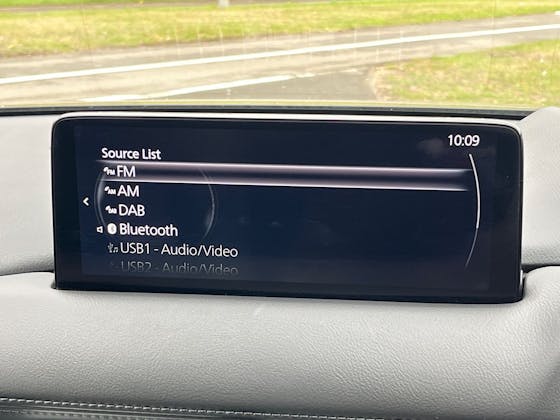 10:09
Source List
FM
AM
DAB
Bluetooth
USB1 - Audio/Video
USB2 - Audio/Video